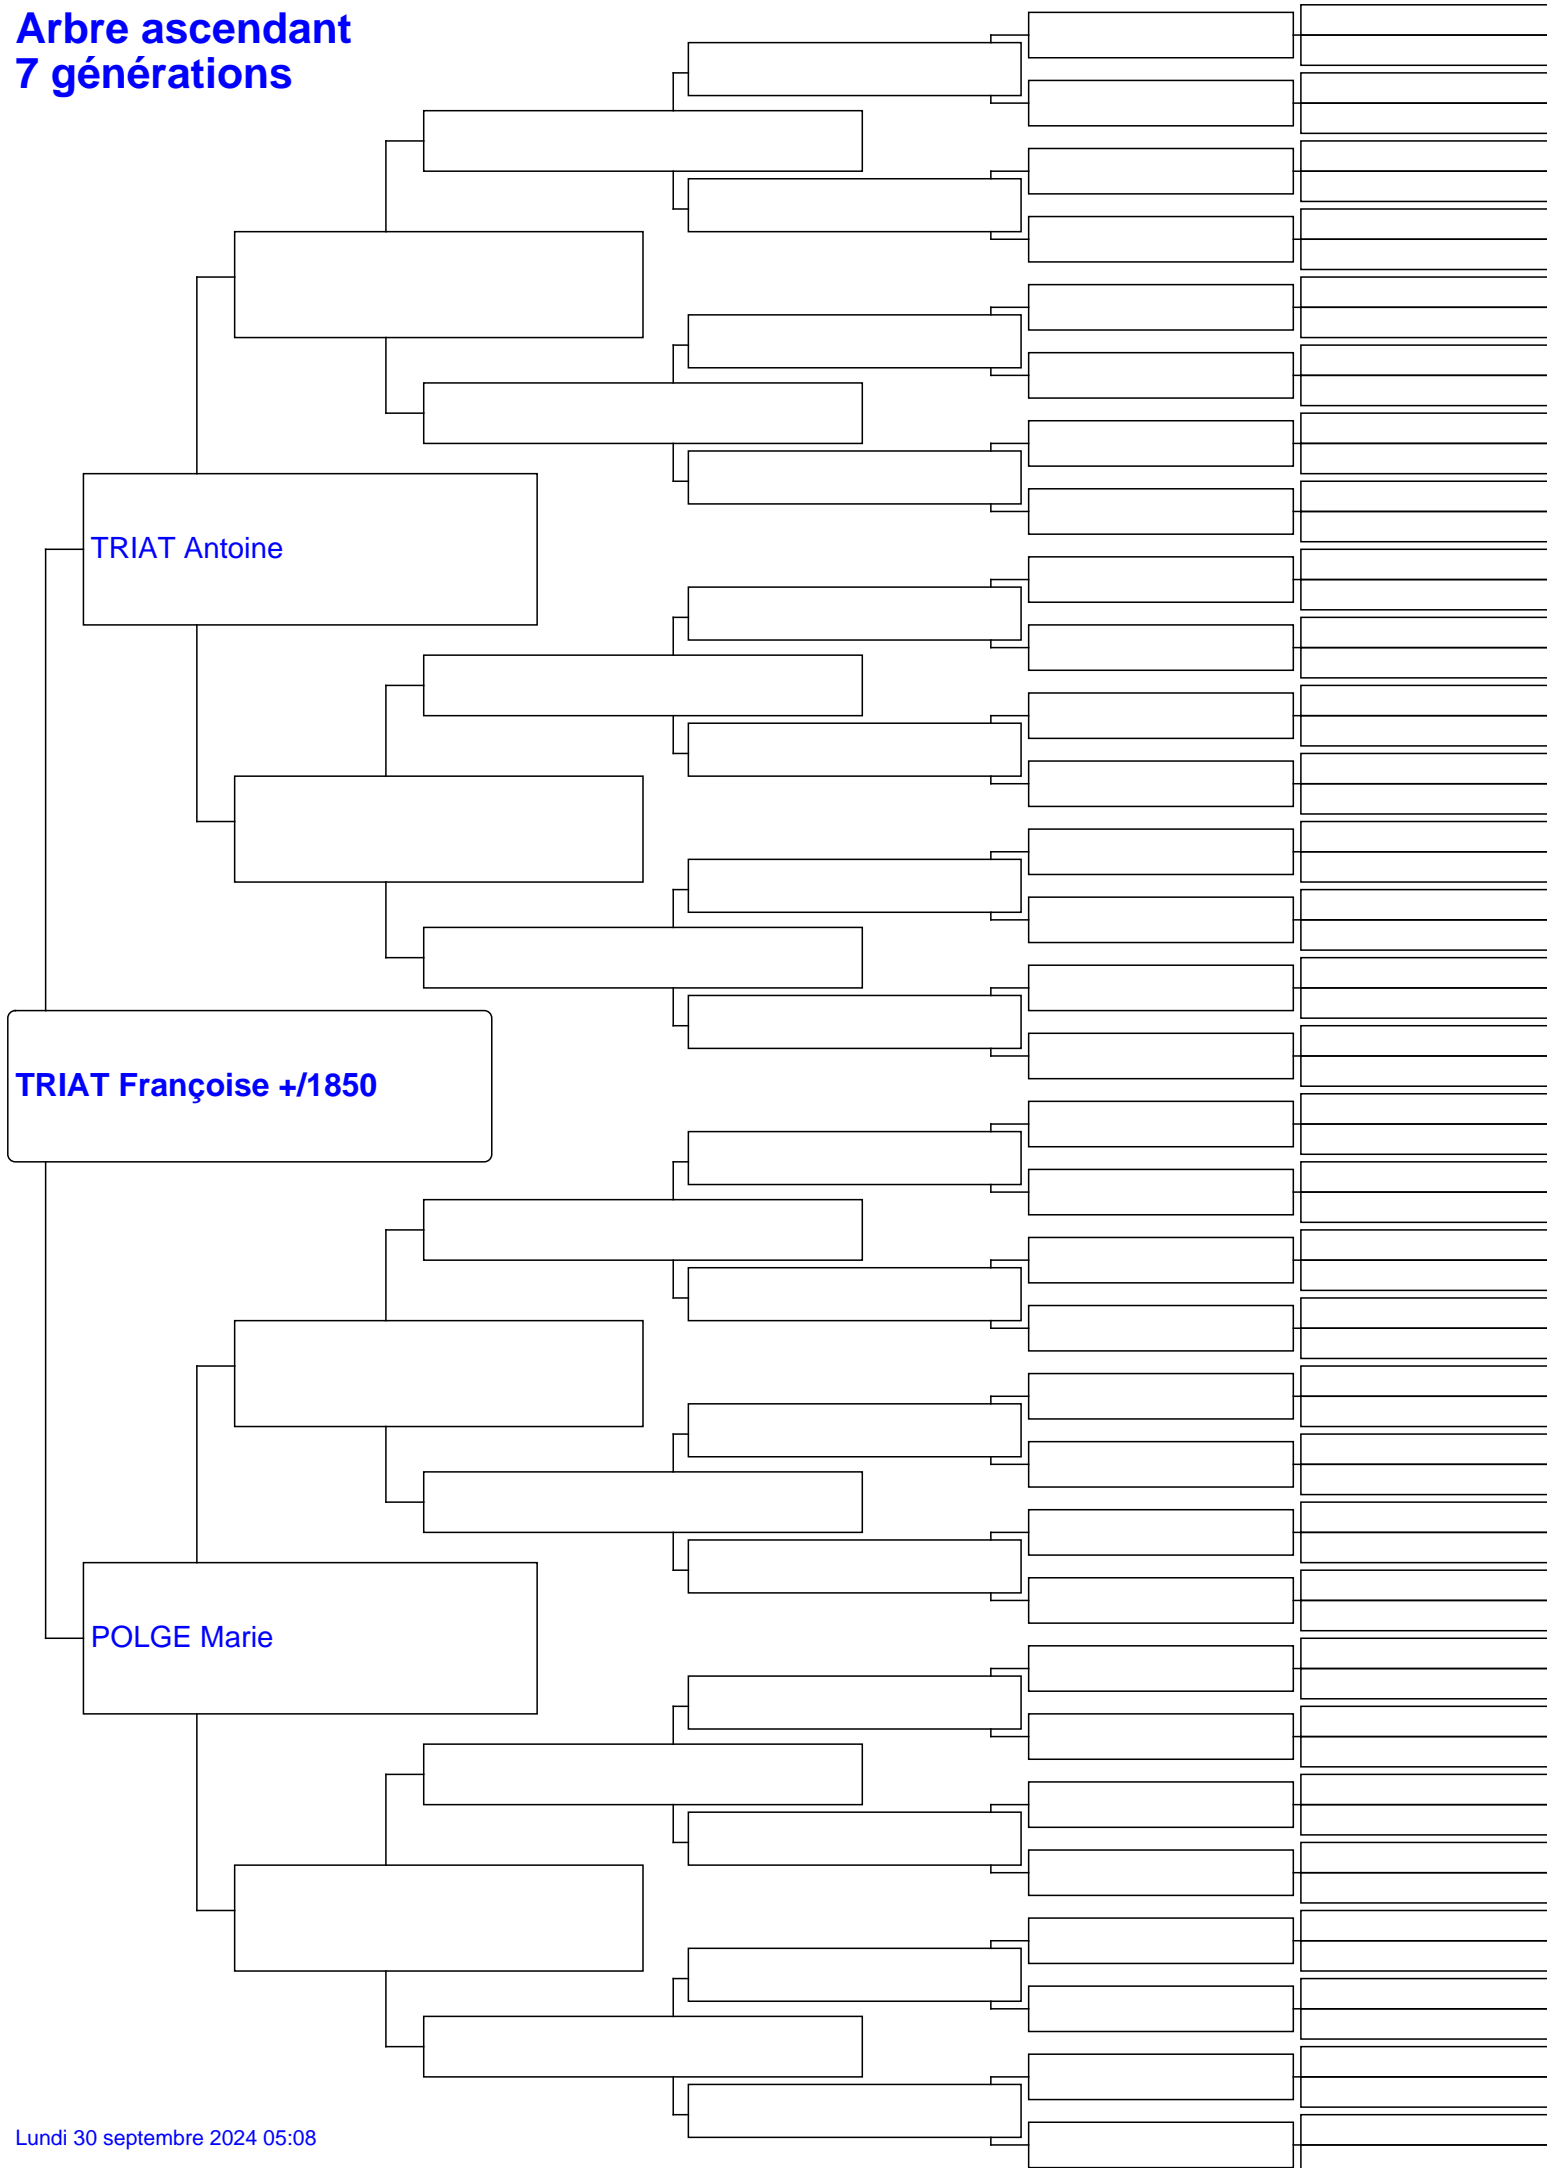 Arbre ascendant
7 générations
TRIAT Antoine
TRIAT Françoise +/1850
POLGE Marie
Lundi 30 septembre 2024 05:08